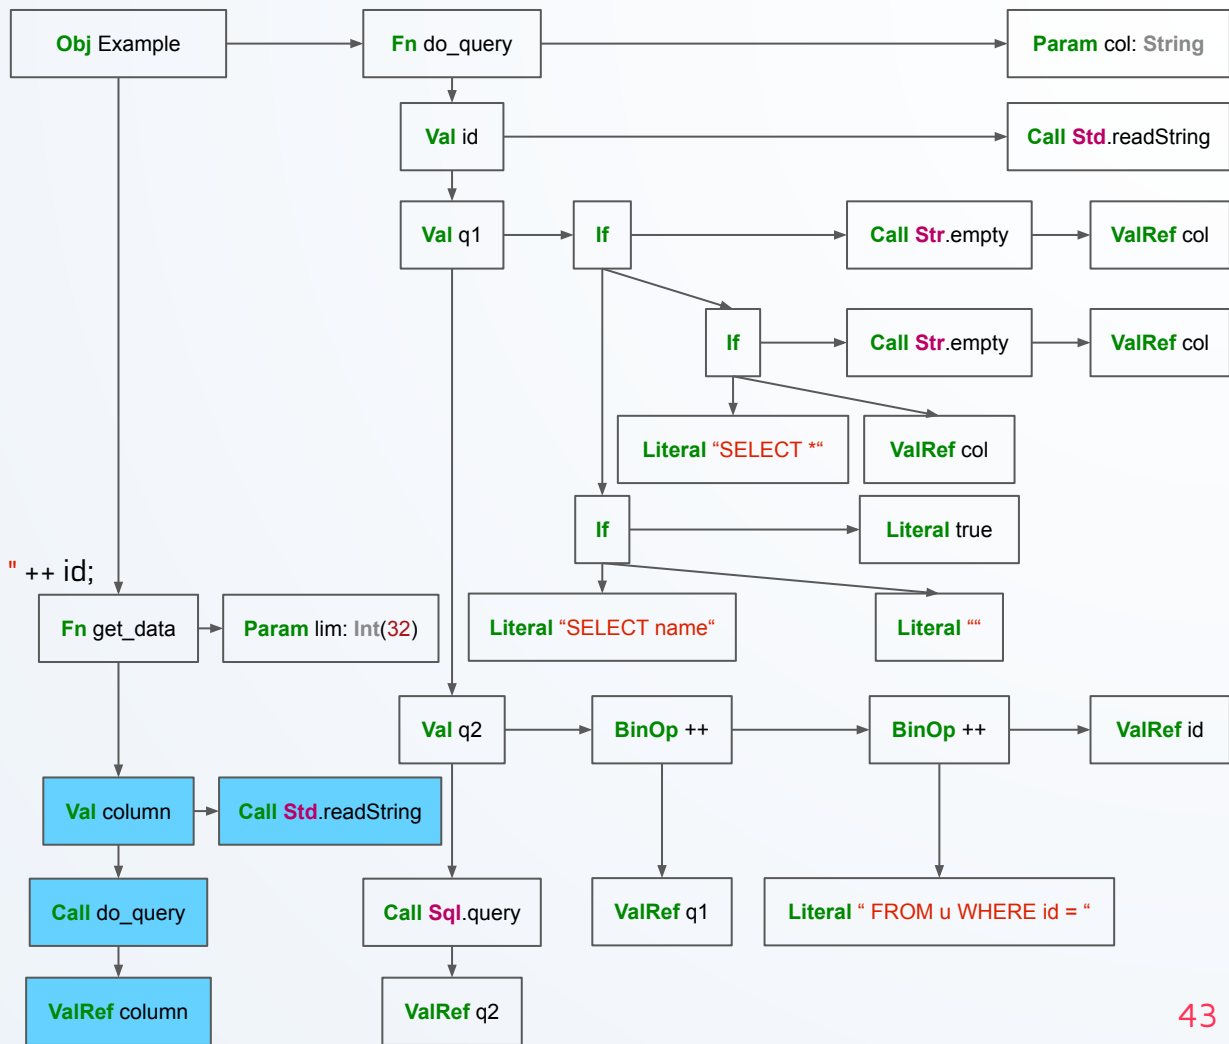 Obj Example
Fn do_query
Param col: String
Val id
Call Std.readString
Val q1
If
Call Str.empty
ValRef col
If
Call Str.empty
ValRef col
Literal “SELECT *“
ValRef col
If
Literal true
" ++ id;
Fn get_data
Param lim: Int(32)
Literal “SELECT name“
Literal ““
Val q2
BinOp ++
BinOp ++
ValRef id
Val column
Call Std.readString
Call do_query
Call Sql.query
ValRef q1
Literal “ FROM u WHERE id = “
ValRef column
ValRef q2
43